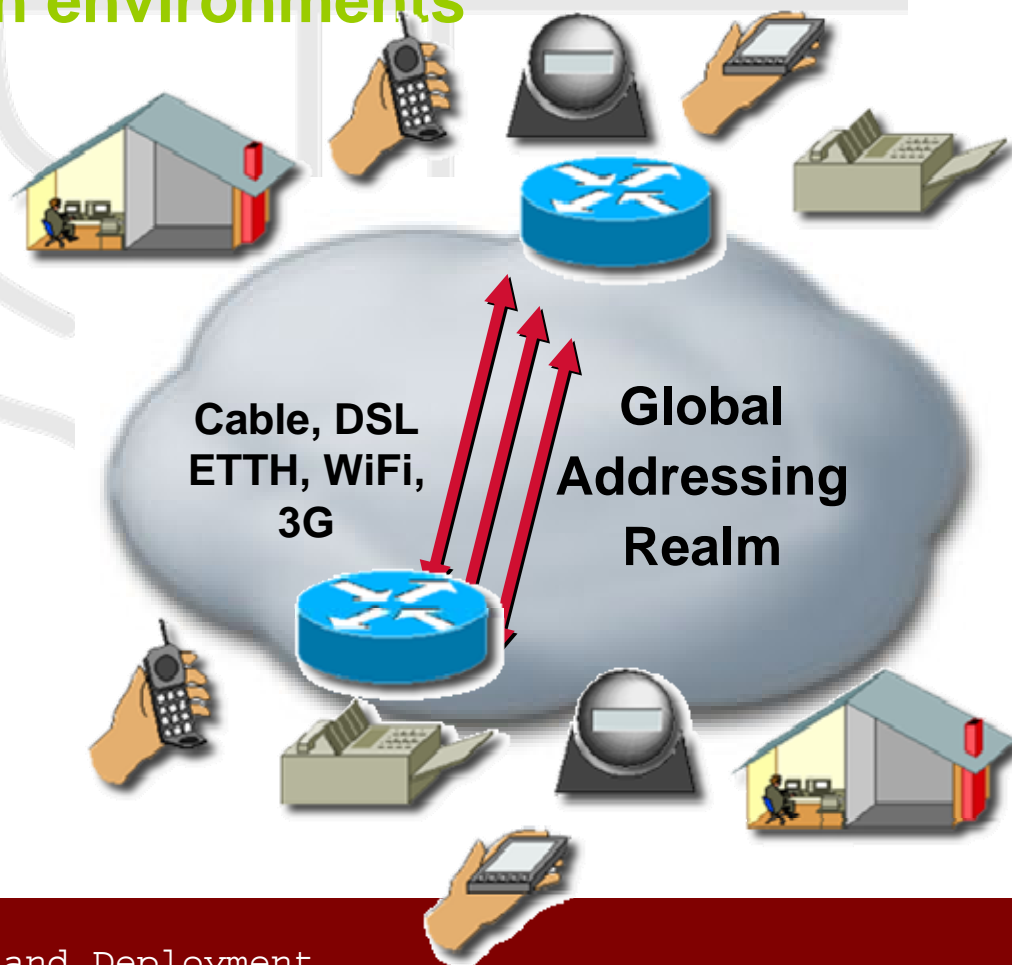 environments
Cable, DSL
ETTH, WiFi,
3G
Global
Addressing
Realm
and Deployment